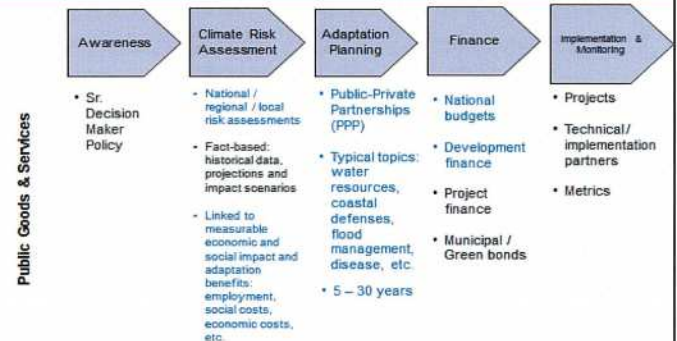 Awareness
Climate Risk
Assessment
Adaptation
Planning
Finance
Implementation &
Monitoring
Public Goods & Services
• Sr.
Decision
Maker
Policy
- National /
regional / local
risk assessments
- Fact-based:
historical data,
projections and
impact scenarios
- Linked to
measurable
economic and
social impact and
adaptation
benefits:
employment,
social costs,
economic costs,
etc.
• Public-Private
Partnerships
(PPP)
• Typical topics:
water
resources,
coastal
defenses,
flood
management,
disease, etc.
• 5 – 30 years
• National
budgets
• Development
finance
• Project
finance
• Municipal /
Green bonds
• Projects
• Technical/
implementation
partners
• Metrics